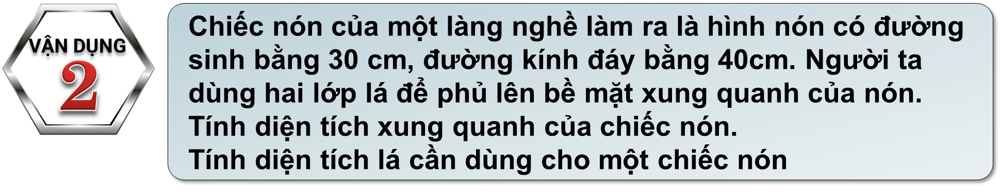 VẬN DỤNG
2
Chiếc nón của một làng nghề làm ra là hình nón có đường
sinh bằng 30 cm, đường kính đáy bằng 40cm. Người ta
dùng hai lớp lá để phủ lên bề mặt xung quanh của nón.
Tính diện tích xung quanh của chiếc nón.
Tính diện tích lá cần dùng cho một chiếc nón